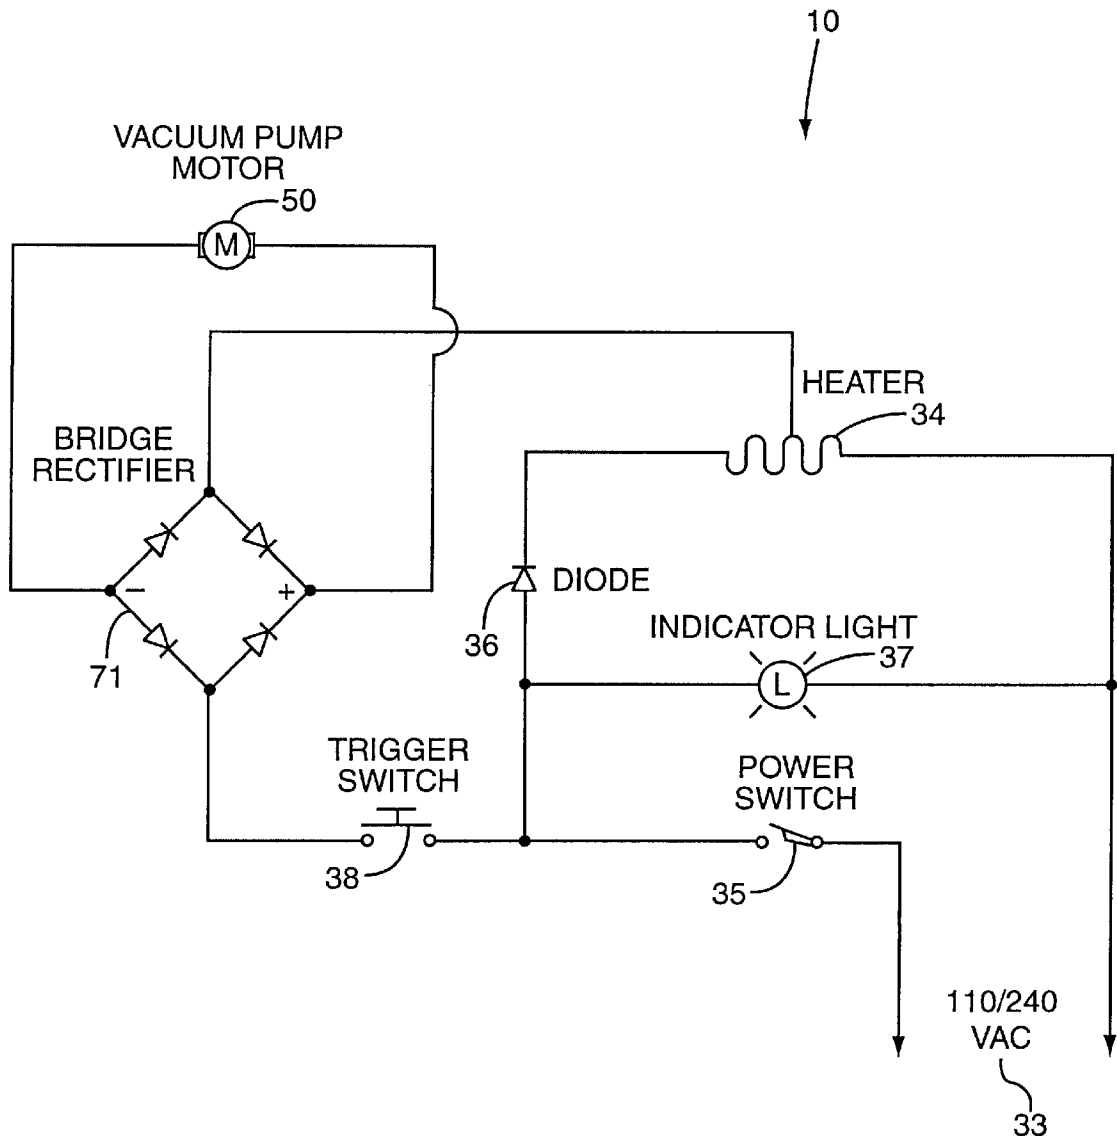 10
VACUUM PUMP
MOTOR
50
M
HEATER
34
BRIDGE
RECTIFIER
−
+
DIODE
36
71
INDICATOR LIGHT
37
L
TRIGGER
SWITCH
38
POWER
SWITCH
35
110/240
VAC
33